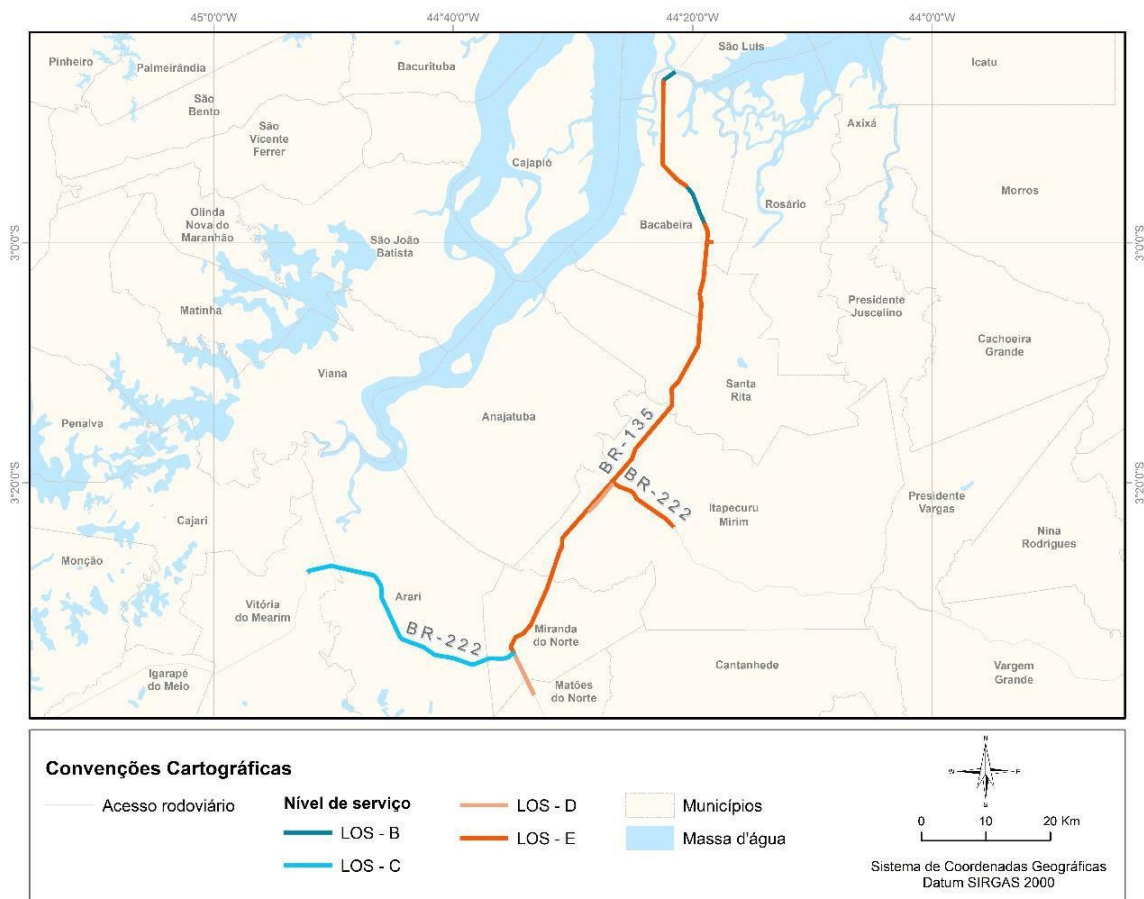 45°0'0"W 44°40'0"W 44°20'0"W 44°0'0"W
São Luis
Pinheiro
Palmeirândia
Bacurituba
Icatu
São
Bento
São
Vicente
Ferrer
Axixá
Cajapió
Morros
Rosário
Olinda
Nova do
Maranhão
Bacabeira
São João
Batista
3°0'0"S
3°0'0"S
Matinha
Presidente
Juscelino
Cachoeira
Grande
Viana
Santa
Rita
Anajatuba
Penalva
BR-135
BR-222
3°20'0"S
3°20'0"S
Presidente
Vargas
Itapecuru
Mirim
Cajari
Nina
Rodrigues
Monção
Arari
Vitória
do Mearim
BR-222
Miranda
do Norte
Cantanhede
Vargem
Grande
Igarapé
do Meio
Matões
do Norte
Convenções Cartográficas
Acesso rodoviário
Nível de serviço
LOS - B
LOS - C
LOS - D
LOS - E
Municípios
Massa d'água
N
W E
S
0 10 20 Km
Sistema de Coordenadas Geográficas
Datum SIRGAS 2000